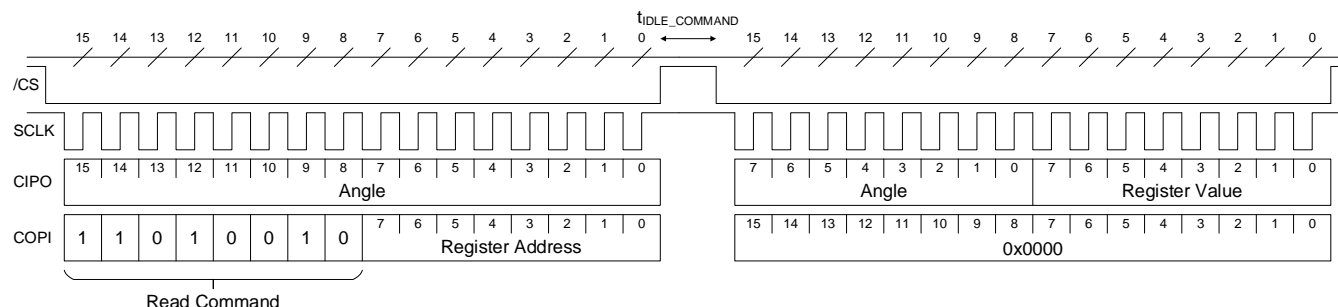 tIDLE_COMMAND
15 14 13 12 11 10 9 8 7 6 5 4 3 2 1 0 15 14 13 12 11 10 9 8 7 6 5 4 3 2 1 0
/CS
SCLK
15 14 13 12 11 10 9 8 7 6 5 4 3 2 1 0 7 6 5 4 3 2 1 0 7 6 5 4 3 2 1 0
CIPO
Angle Angle Register Value
7 6 5 4 3 2 1 0 15 14 13 12 11 10 9 8 7 6 5 4 3 2 1 0
COPI 1 1 0 1 0 0 1 0
Register Address 0x0000
Read Command